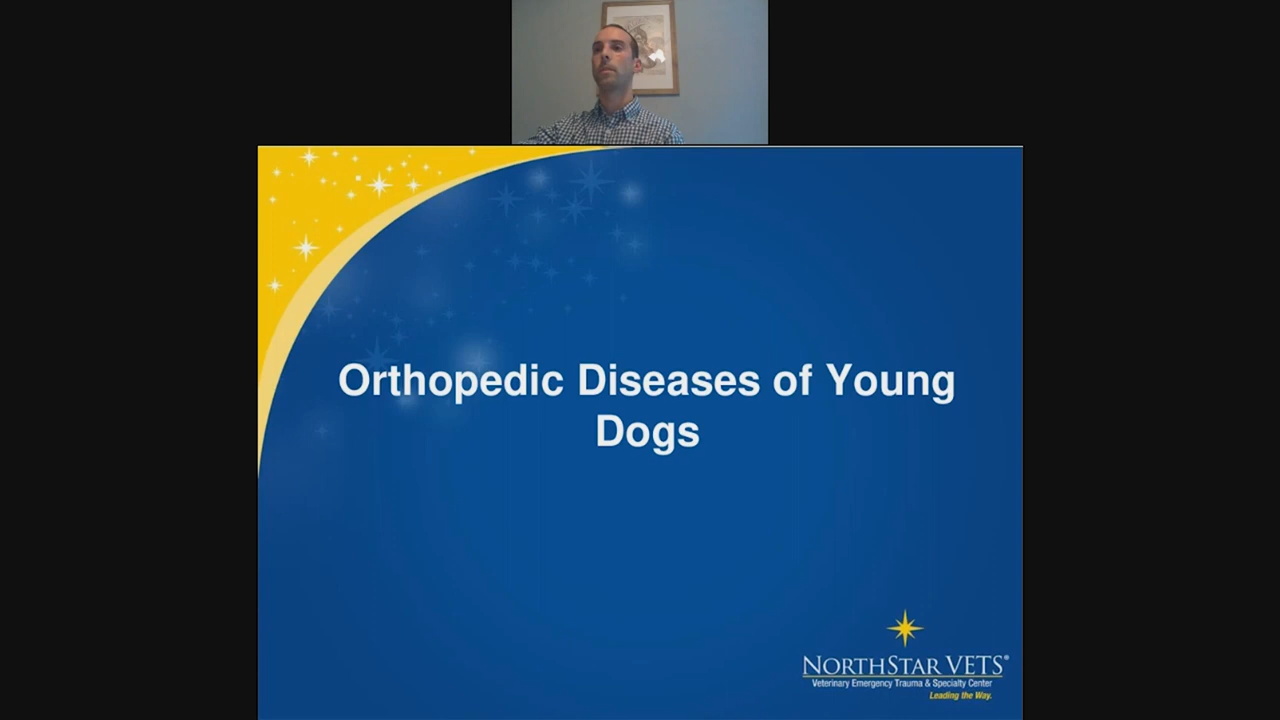 Orthopedic Diseases of Young
Dogs
NORTHSTAR VETS®
Veterinary Emergency Trauma & Specialty Center
Leading the Way.